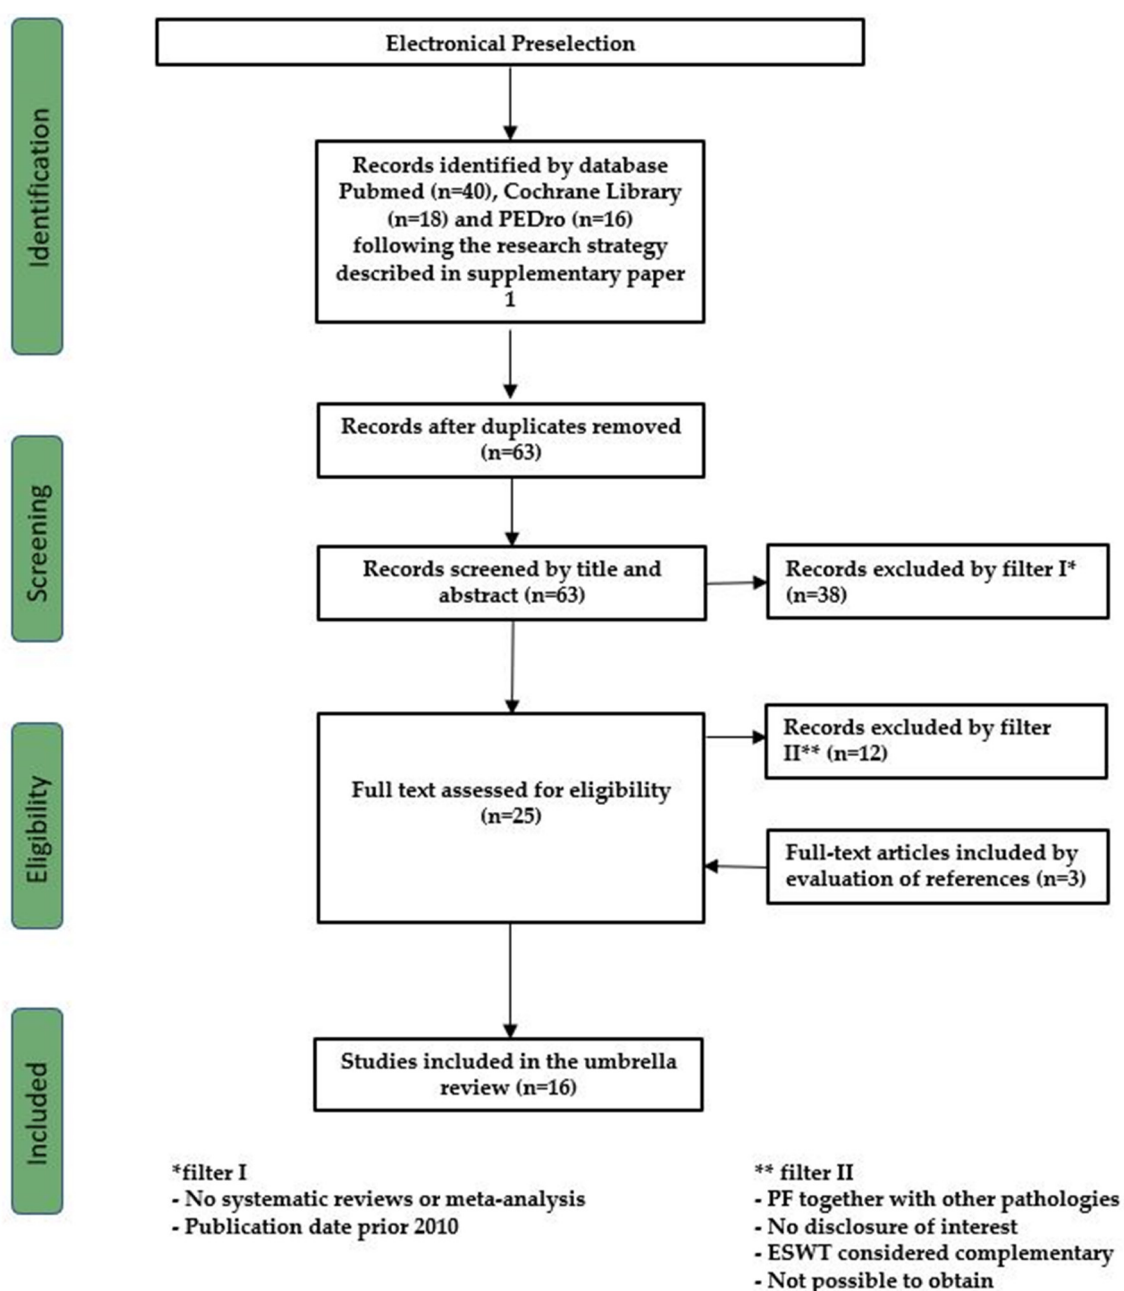 Identification
Electronical Preselection
Records identified by database
Pubmed (n=40), Cochrane Library
(n=18) and PEDro (n=16)
following the research strategy
described in supplementary paper
1
Screening
Records after duplicates removed
(n=63)
Records screened by title and
abstract (n=63)
Records excluded by filter I*
(n=38)
Eligibility
Full text assessed for eligibility
(n=25)
Records excluded by filter
II** (n=12)
Full-text articles included by
evaluation of references (n=3)
Included
Studies included in the umbrella
review (n=16)
*filter I
- No systematic reviews or meta-analysis
- Publication date prior 2010
** filter II
- PF together with other pathologies
- No disclosure of interest
- ESWT considered complementary
- Not possible to obtain